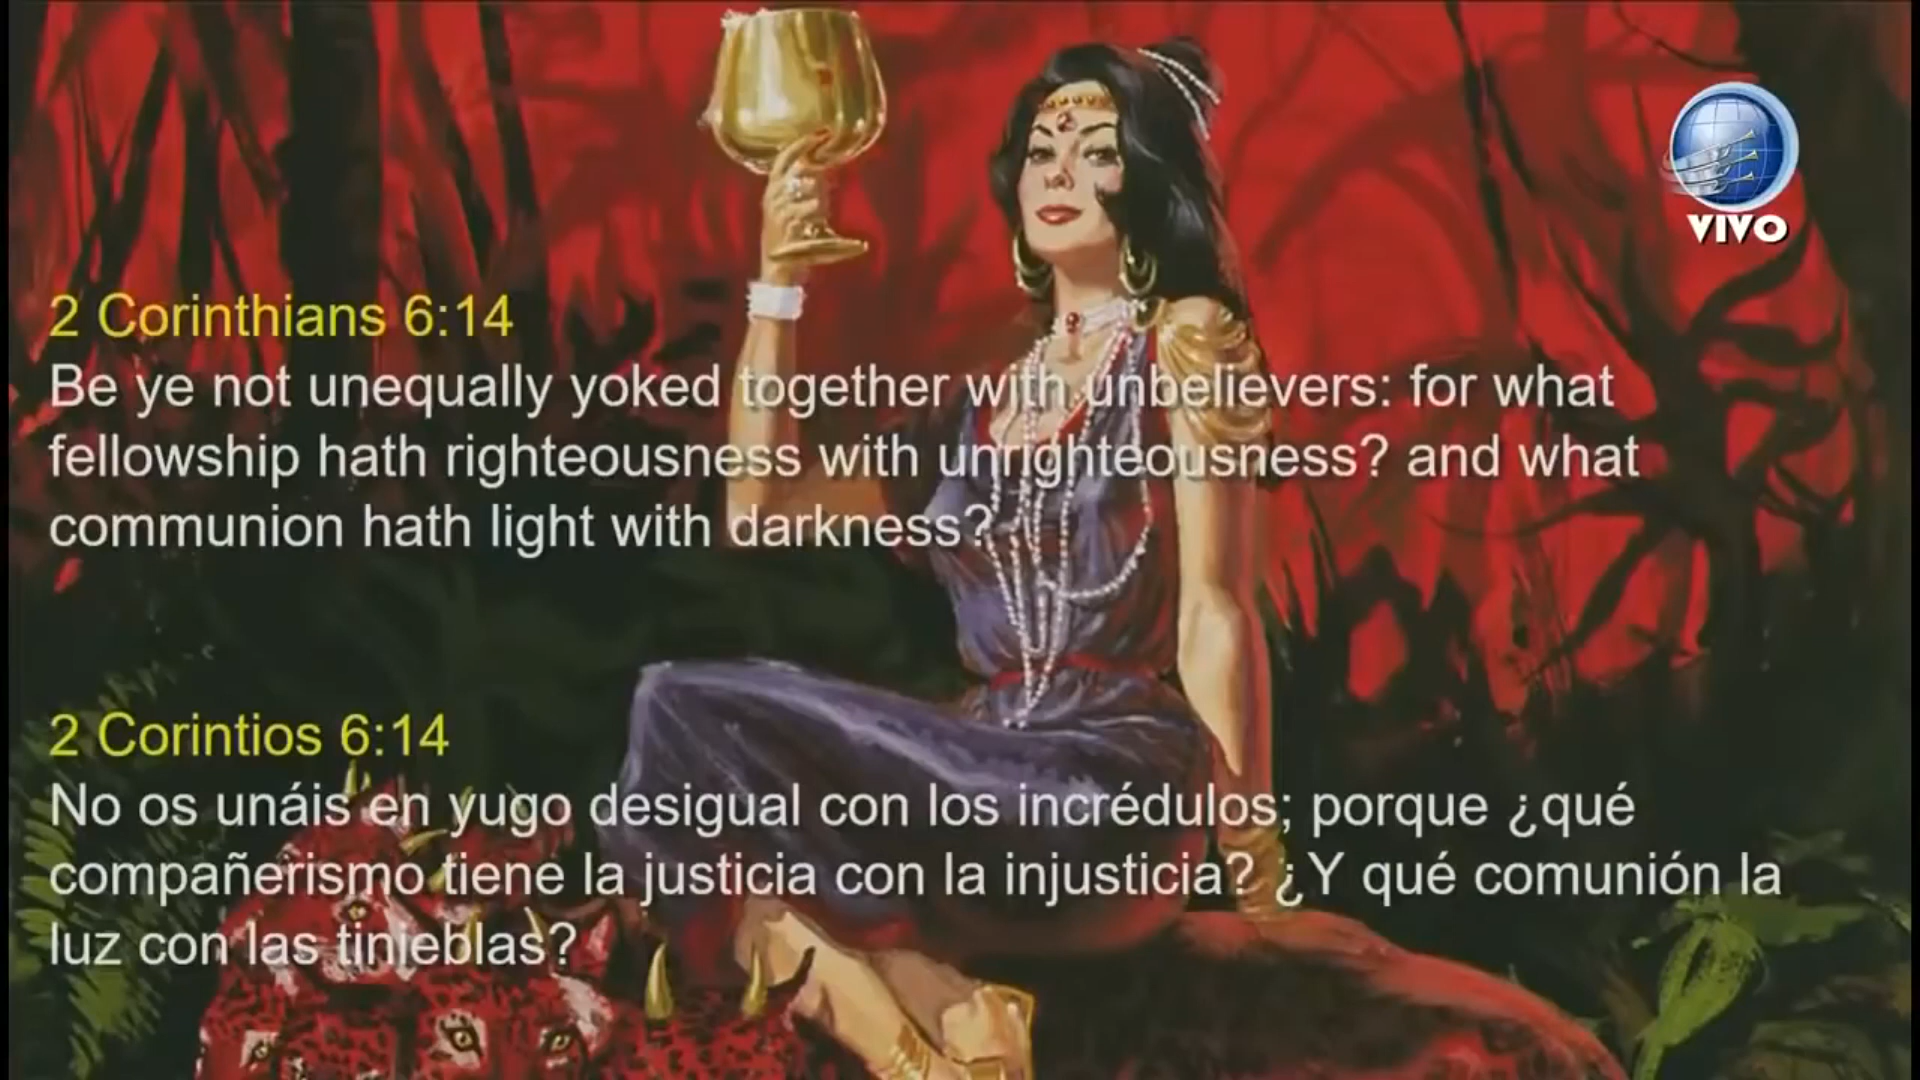 VIVO
2 Corinthians 6:14
Be ye not unequally yoked together with unbelievers: for what
fellowship hath righteousness with unrighteousness? and what
communion hath light with darkness?
2 Corintios 6:14
No os unáis en yugo desigual con los incrédulos; porque ¿qué
compañerismo tiene la justicia con la injusticia? ¿Y qué comunión la
luz con las tinieblas?